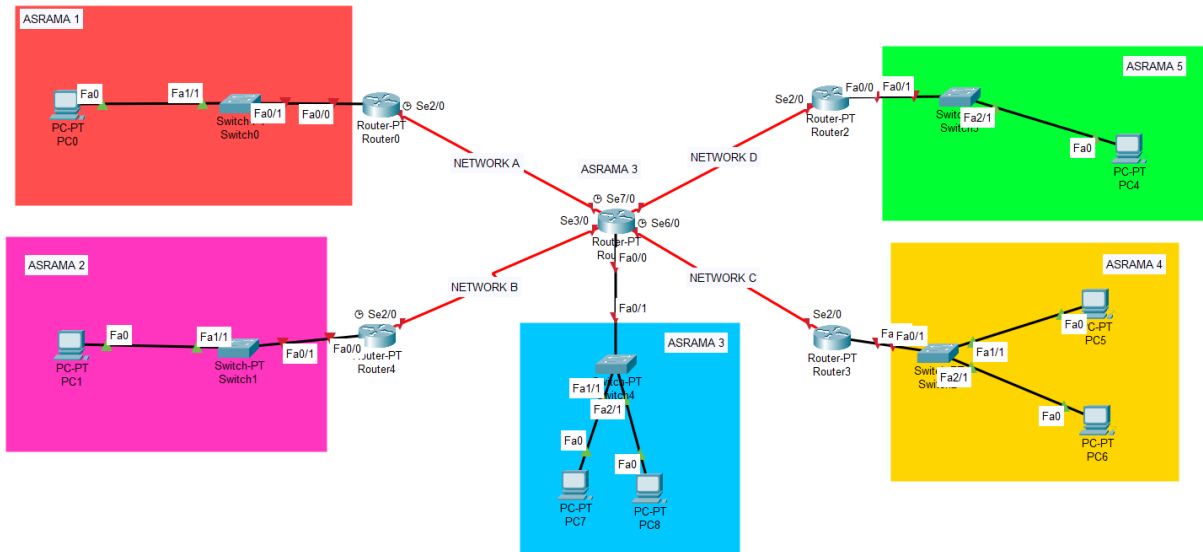 ASRAMA 1
Fa0
Fa1/1
PC-PT
PC0
Fa0/1
Switch0
Fa0/0
Se2/0
Router-PT
Router0
NETWORK A
ASRAMA 2
Fa0
Fa1/1
PC-PT
PC1
Switch-PT
Switch1
Fa0/1
Fa0/0
Se2/0
Router4
NETWORK B
ASRAMA 3
Se7/0
Se3/0
Se6/0
Router-PT
Fa0/0
Fa0/1
ASRAMA 3
Fa1/1
Fa2/1
Fa0
Fa0
PC-PT
PC7
PC-PT
PC8
NETWORK D
Se2/0
Fa0/0
Fa0/1
Router-PT
Router2
ASRAMA 5
Fa2/1
Fa0
PC-PT
PC4
NETWORK C
Se2/0
Router-PT
Router3
Fa0/1
ASRAMA 4
Fa1/1
Fa2/1
Fa0
PC5
Fa0
PC-PT
PC6